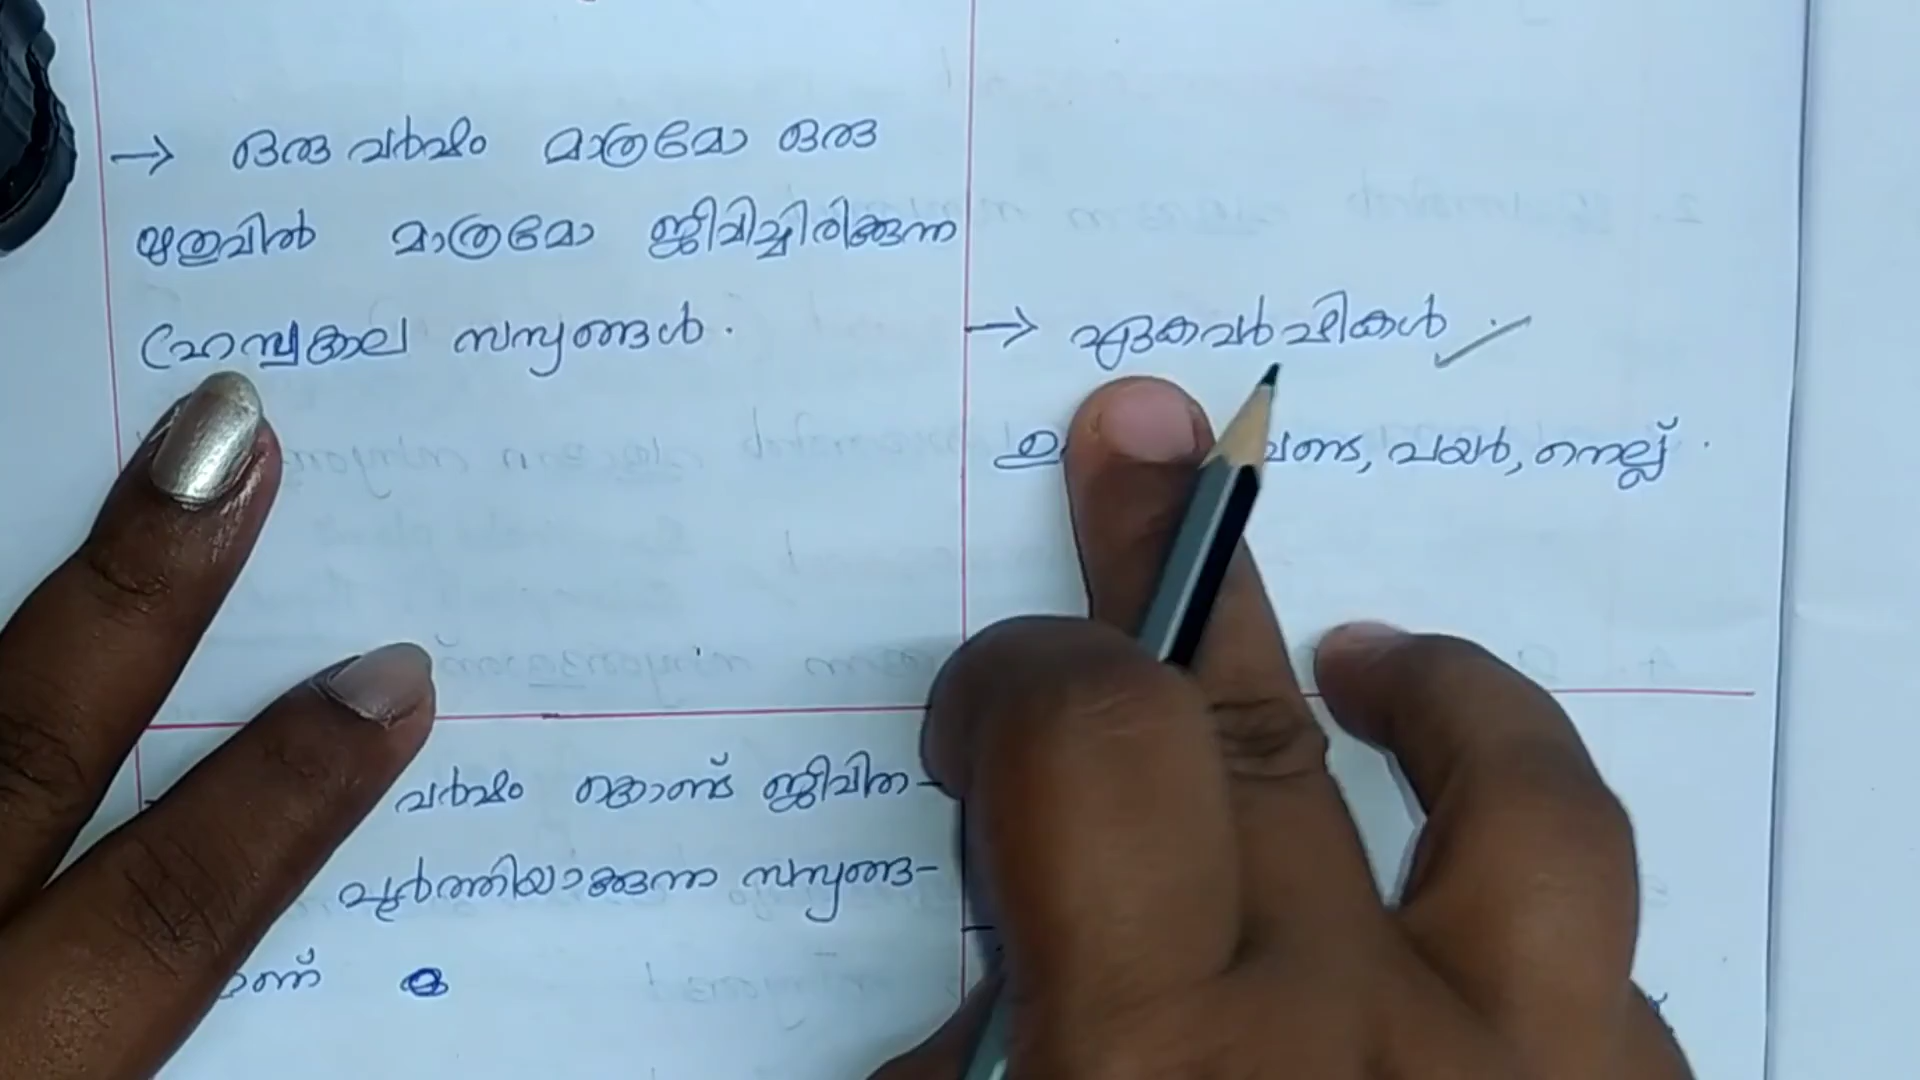 → ഒരു വർഷം മാത്രമോ ഒരു
ഋതുവിൽ മാത്രമോ ജീവിച്ചിരിക്കുന്ന
ഹ്രസ്വകാല സസ്യങ്ങൾ.
→ ഏകവർഷികൾ
പയർ, നെല്ല്.
വർഷം കൊണ്ട് ജീവിത-
പൂർത്തിയാക്കുന്ന സസ്യങ്ങ-